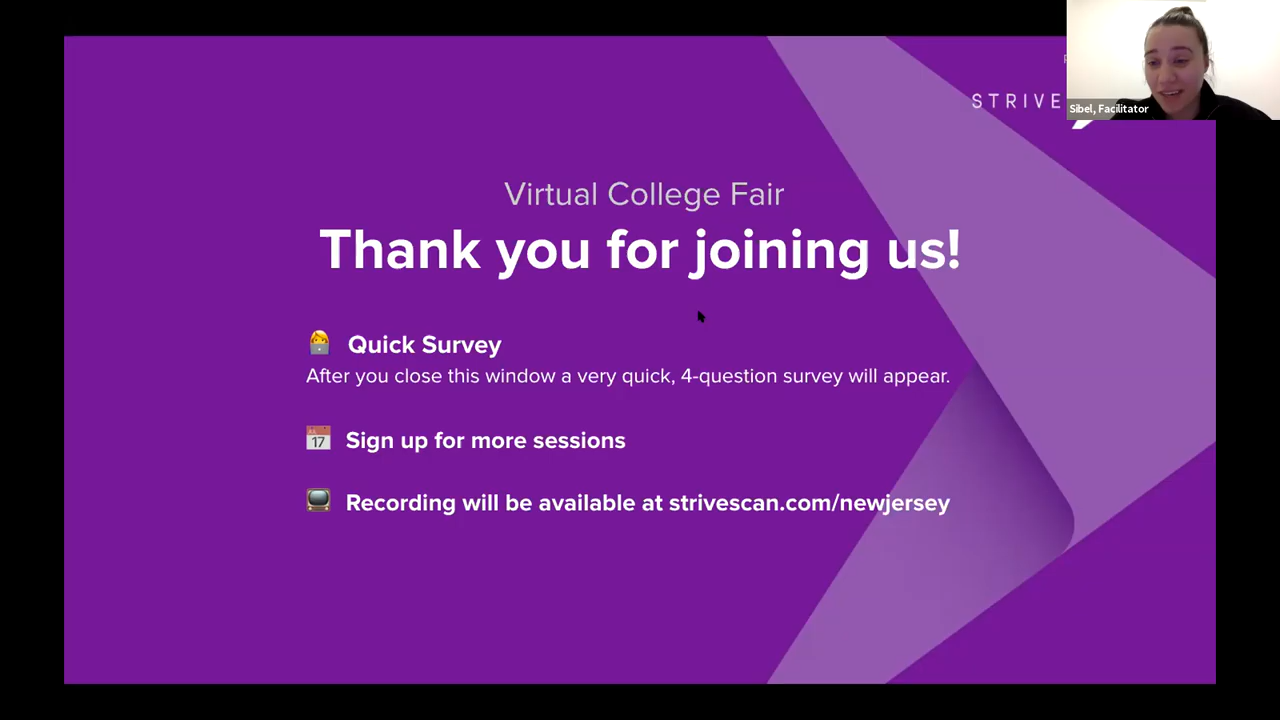 STRIVE
Sibel, Facilitator
Virtual College Fair
Thank you for joining us!
Quick Survey
After you close this window a very quick, 4-question survey will appear.
17
Sign up for more sessions
Recording will be available at strivescan.com/newjersey